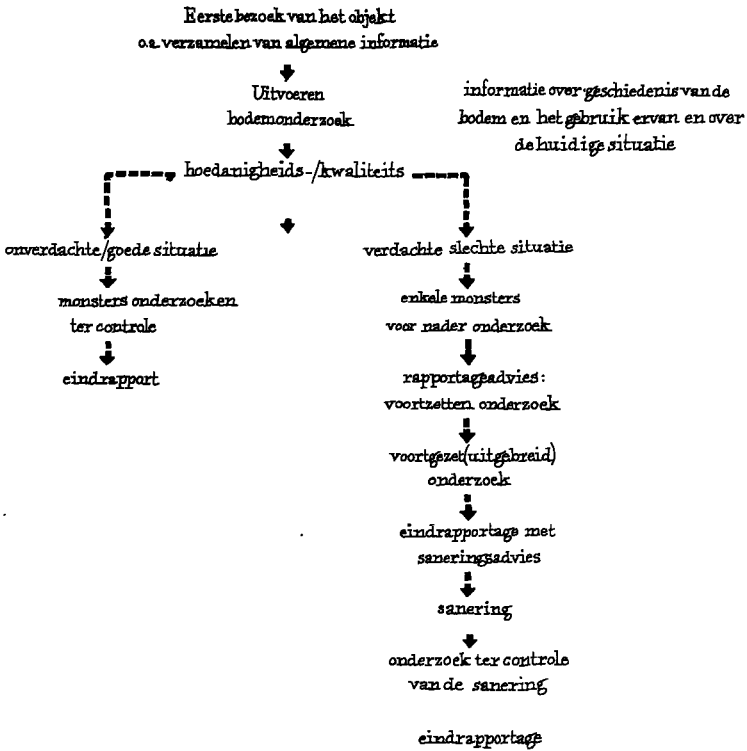 Eerste bezoek van het objekt
o.a. verzamelen van algemene informatie
Uitvoeren
bodemonderzoek
informatie over geschiedenis van de
bodem en het gebruik ervan en over
de huidige situatie
hoedanigheids-/kwaliteits
onverdachte/goede situatie
monsters onderzoeken
ter controle
eindrapport
verdachte slechte situatie
enkele monsters
voor nader onderzoek
rapportageadvies:
voortzetten onderzoek
voortgezet(uitgebreid)
onderzoek
eindrapportage met
saneringsadvies
sanering
onderzoek ter controle
van de sanering
eindrapportage